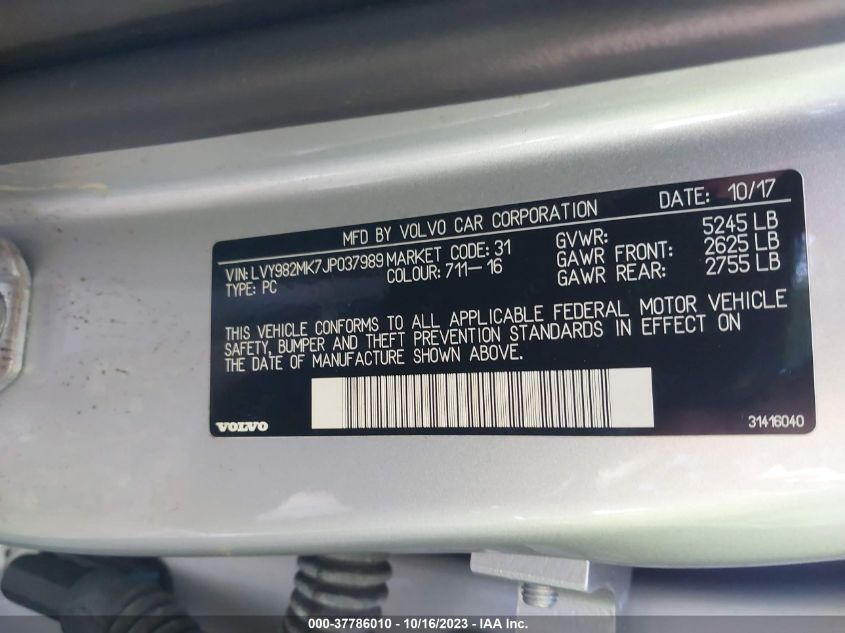 MFD BY VOLVO CAR CORPORATION DATE: 10/17
VIN: LVY982MK7JP037989 MARKET CODE: 31 GVWR: 5245 LB
TYPE: PC COLOUR: 711-16 GAWR FRONT: 2625 LB
GAWR REAR: 2755 LB
THIS VEHICLE CONFORMS TO ALL APPLICABLE FEDERAL MOTOR VEHICLE
SAFETY, BUMPER AND THEFT PREVENTION STANDARDS IN EFFECT ON
THE DATE OF MANUFACTURE SHOWN ABOVE.
VOLVO 31416040
000-37786010 - 10/16/2023 - IAA Inc.